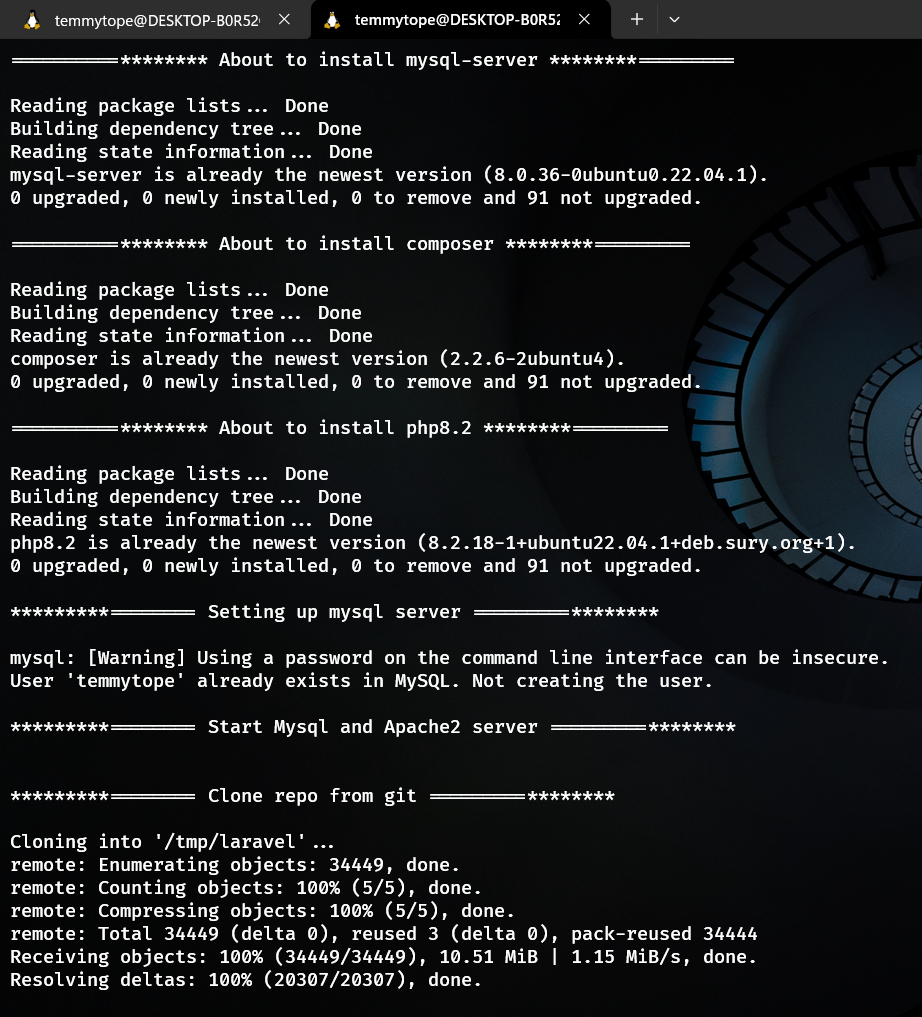 temmytope@DESKTOP-B0R52
temmytope@DESKTOP-B0R52
==========******** About to install mysql-server ********=========
Reading package lists... Done
Building dependency tree... Done
Reading state information... Done
mysql-server is already the newest version (8.0.36-0ubuntu0.22.04.1).
0 upgraded, 0 newly installed, 0 to remove and 91 not upgraded.
==========******** About to install composer ********=========
Reading package lists... Done
Building dependency tree... Done
Reading state information... Done
composer is already the newest version (2.2.6-2ubuntu4).
0 upgraded, 0 newly installed, 0 to remove and 91 not upgraded.
==========******** About to install php8.2 ********=========
Reading package lists... Done
Building dependency tree... Done
Reading state information... Done
php8.2 is already the newest version (8.2.18-1+ubuntu22.04.1+deb.sury.org+1).
0 upgraded, 0 newly installed, 0 to remove and 91 not upgraded.
*********======== Setting up mysql server =========********
mysql: [Warning] Using a password on the command line interface can be insecure.
User 'temmytope' already exists in MySQL. Not creating the user.
*********======== Start Mysql and Apache2 server =========********
*********======== Clone repo from git =========********
Cloning into '/tmp/laravel'...
remote: Enumerating objects: 34449, done.
remote: Counting objects: 100% (5/5), done.
remote: Compressing objects: 100% (5/5), done.
remote: Total 34449 (delta 0), reused 3 (delta 0), pack-reused 34444
Receiving objects: 100% (34449/34449), 10.51 MiB | 1.15 MiB/s, done.
Resolving deltas: 100% (20307/20307), done.